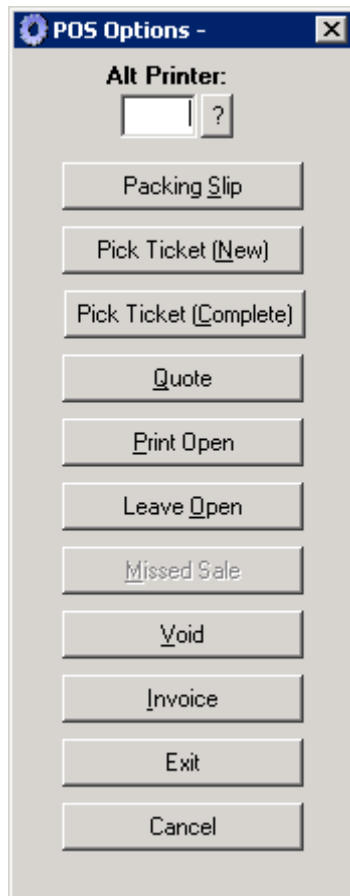 POS Options -
Alt Printer:
?
Packing Slip
Pick Ticket (New)
Pick Ticket (Complete)
Quote
Print Open
Leave Open
Missed Sale
Void
Invoice
Exit
Cancel